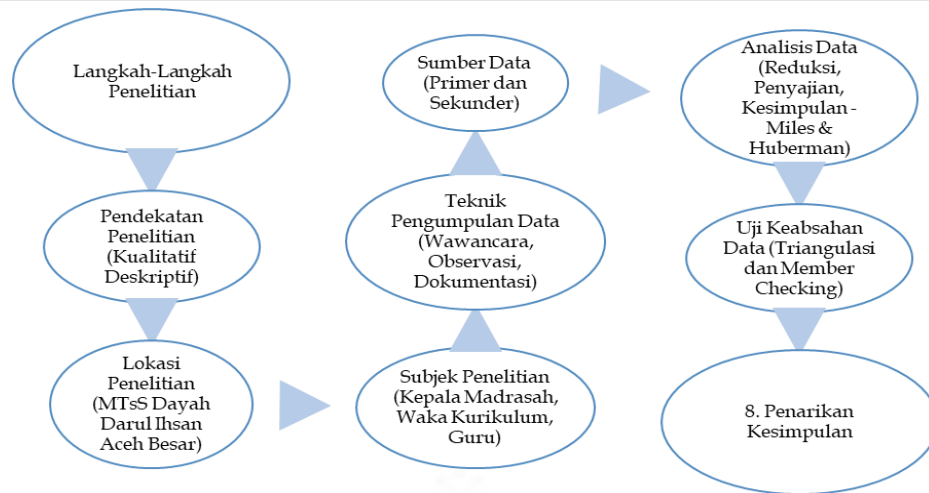 Langkah-Langkah
Penelitian
Pendekatan
Penelitian
(Kualitatif
Deskriptif)
Lokasi
Penelitian
(MTsS Dayah
Darul Ihsan
Aceh Besar)
Subjek Penelitian
(Kepala Madrasah,
Waka Kurikulum,
Guru)
Teknik
Pengumpulan Data
(Wawancara,
Observasi,
Dokumentasi)
Sumber Data
(Primer dan
Sekunder)
Analisis Data
(Reduksi,
Penyajian,
Kesimpulan -
Miles &
Huberman)
Uji Keabsahan
Data (Triangulasi
dan Member
Checking)
8. Penarikan
Kesimpulan